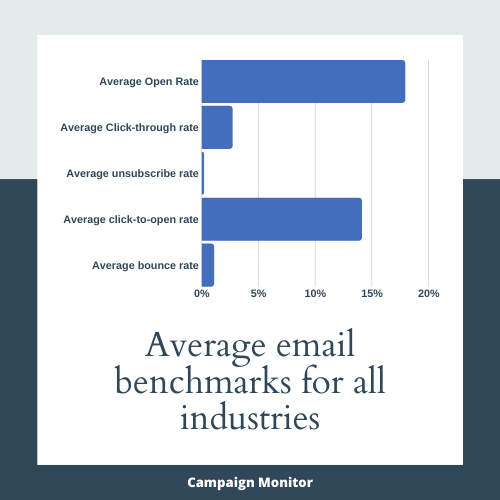 Average Open Rate
Average Click-through rate
Average unsubscribe rate
Average click-to-open rate
Average bounce rate
0% 5% 10% 15% 20%
Average email
benchmarks for all
industries
Campaign Monitor